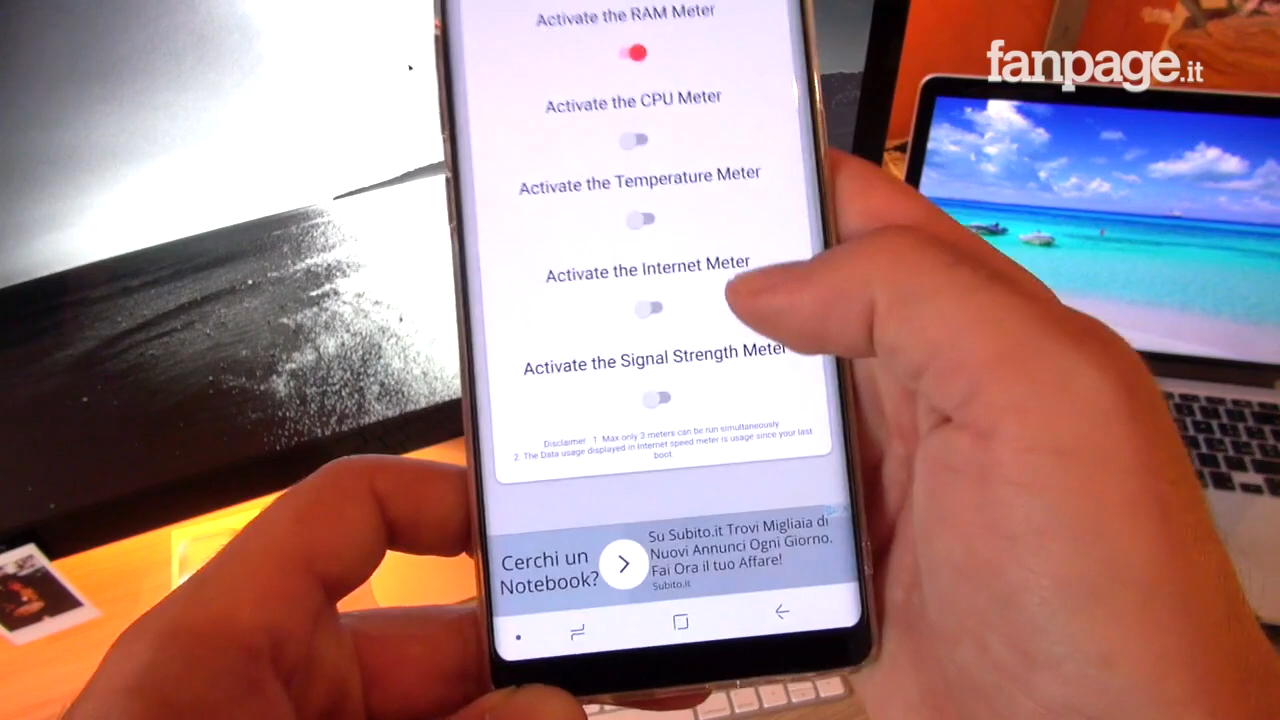 Activate the RAM Meter
fanpage.it
Activate the CPU Meter
Activate the Temperature Meter
Activate the Internet Meter
Activate the Signal Strength Meter
Disclaimer 1. Max only 3 meters can be run simultaneously
2. The Data usage displayed in Internet speed meter is usage since your last
boot.
Cerchi un
Notebook?
Su Subito.it Trovi Migliaia di
Nuovi Annunci Ogni Giorno.
Fai Ora il tuo Affare!
Subito.it